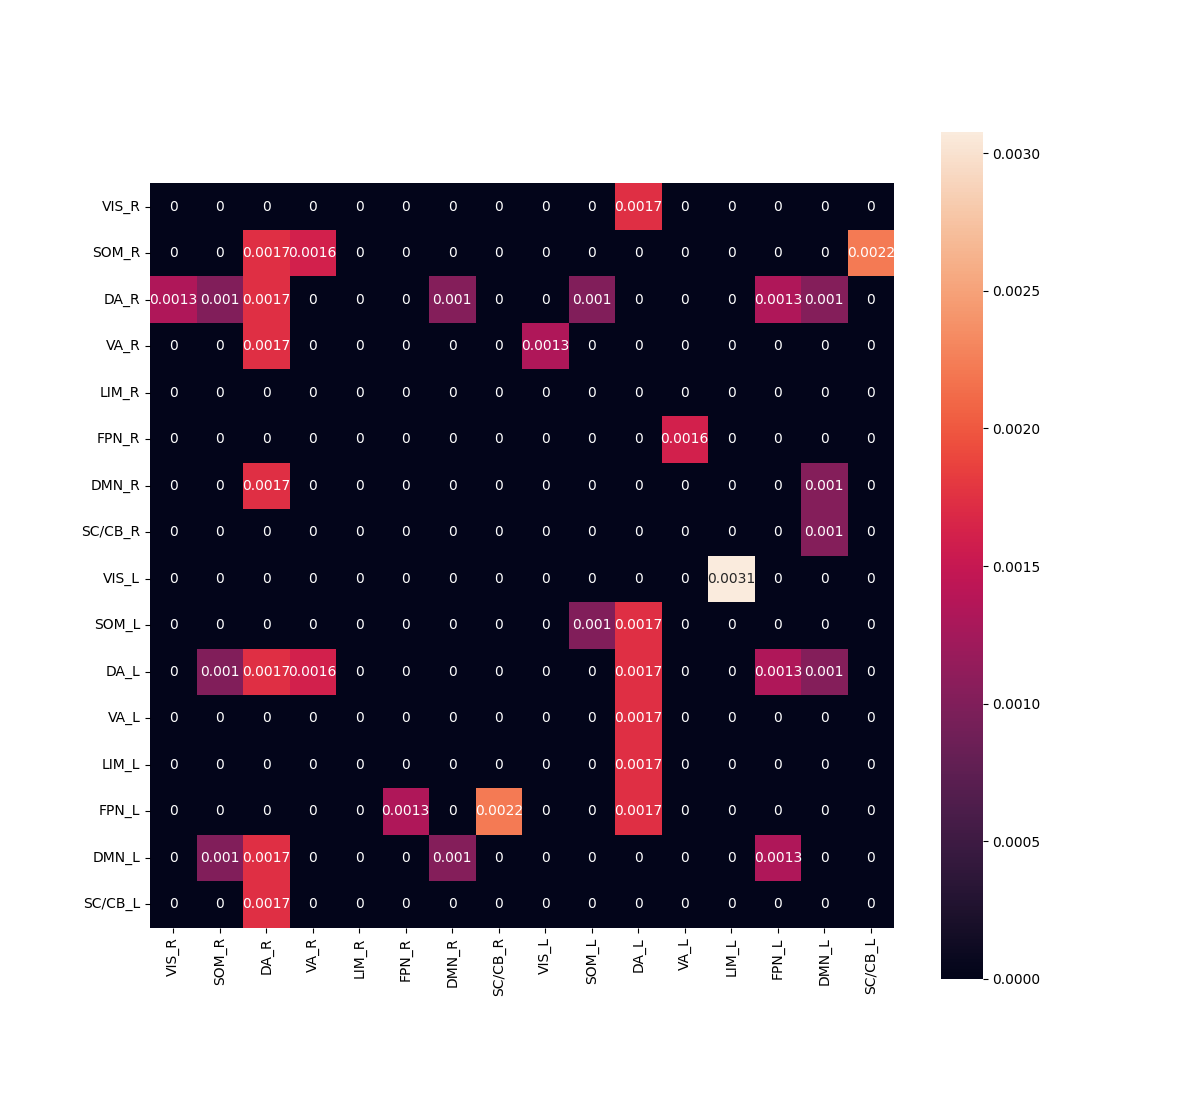 VIS_R 0 0 0 0 0 0 0 0 0 0 0.0017 0 0 0 0 0
SOM_R 0 0 0.0017 0.0016 0 0 0 0 0 0 0 0 0 0 0 0.0022
DA_R 0.0013 0.001 0.0017 0 0 0 0.001 0 0 0.001 0 0 0 0.0013 0.001 0
VA_R 0 0 0.0017 0 0 0 0 0 0.0013 0 0 0 0 0 0 0
LIM_R 0 0 0 0 0 0 0 0 0 0 0 0 0 0 0 0
FPN_R 0 0 0 0 0 0 0 0 0 0 0 0.0016 0 0 0 0
DMN_R 0 0 0.0017 0 0 0 0 0 0 0 0 0 0 0 0.001 0
SC/CB_R 0 0 0 0 0 0 0 0 0 0 0 0 0 0 0.001 0
VIS_L 0 0 0 0 0 0 0 0 0 0 0 0 0.0031 0 0 0
SOM_L 0 0 0 0 0 0 0 0 0 0.001 0.0017 0 0 0 0 0
DA_L 0 0.001 0.0017 0.0016 0 0 0 0 0 0 0.0017 0 0 0.0013 0.001 0
VA_L 0 0 0 0 0 0 0 0 0 0 0.0017 0 0 0 0 0
LIM_L 0 0 0 0 0 0 0 0 0 0 0.0017 0 0 0 0 0
FPN_L 0 0 0 0 0 0.0013 0 0.0022 0 0 0.0017 0 0 0 0 0
DMN_L 0 0.001 0.0017 0 0 0 0.001 0 0 0 0 0 0 0.0013 0 0
SC/CB_L 0 0 0.0017 0 0 0 0 0 0 0 0 0 0 0 0 0
VIS_R SOM_R DA_R VA_R LIM_R FPN_R DMN_R SC/CB_R VIS_L SOM_L DA_L VA_L LIM_L FPN_L DMN_L SC/CB_L
0.0030
0.0025
0.0020
0.0015
0.0010
0.0005
0.0000